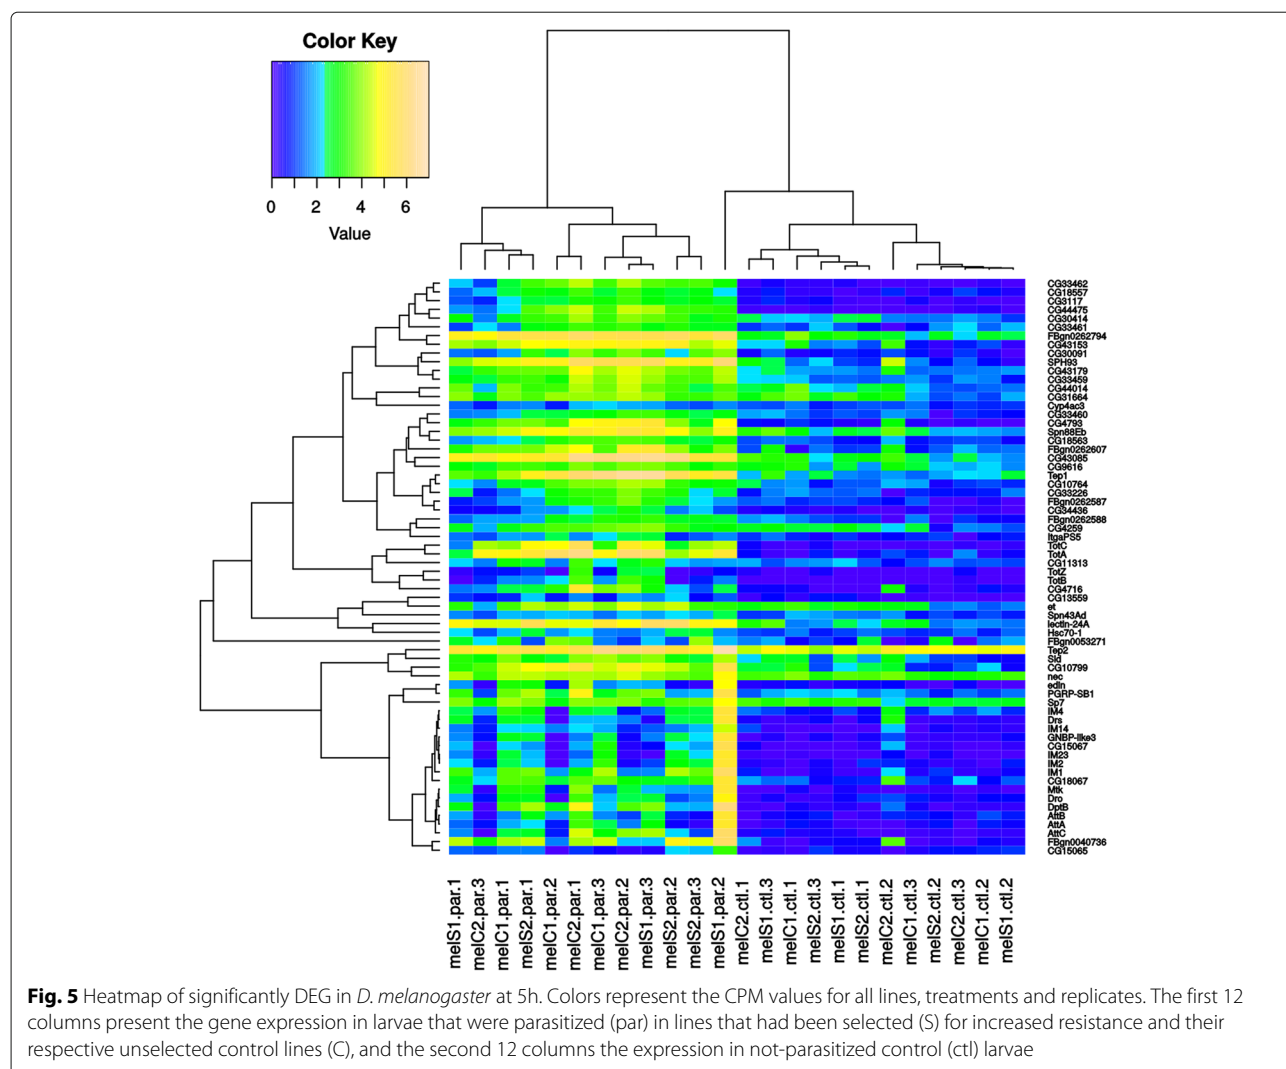 Color Key
0 2 4 6
Value
CG33462
CG18557
CG3117
CG44475
CG30414
CG33461
FBgn0262794
CG43153
CG30091
SPH93
CG43179
CG33459
CG44014
CG31664
Cyp4ac3
CG33460
CG4793
Spn88Eb
CG18563
FBgn0262607
CG43085
CG9616
Tep1
CG10764
CG33226
FBgn0262587
CG34436
FBgn0262588
CG4259
ItgaPS5
TotC
TotA
CG11313
TotZ
TotB
CG4716
CG13559
et
Spn43Ad
lectin-24A
Hsc70-1
FBgn0053271
Tep2
Sid
CG10799
nec
edin
PGRP-SB1
Sp7
IM4
Drs
IM14
GNBP-like3
CG15067
IM23
IM2
IM1
CG18067
Mtk
Dro
DptB
AttB
AttA
AttC
FBgn0040736
CG15065
melS1.par.1
melC2.par.3
melC1.par.1
melS2.par.1
melC1.par.2
melC2.par.1
melC1.par.3
melC2.par.2
melS1.par.3
melS2.par.2
melS2.par.3
melS1.par.2
melC2.ctl.1
melS1.ctl.3
melC1.ctl.1
melS2.ctl.3
melS1.ctl.1
melS2.ctl.1
melC2.ctl.2
melC1.ctl.3
melS2.ctl.2
melC2.ctl.3
melC1.ctl.2
melS1.ctl.2
Fig. 5 Heatmap of significantly DEG in D. melanogaster at 5h. Colors represent the CPM values for all lines, treatments and replicates. The first 12
columns present the gene expression in larvae that were parasitized (par) in lines that had been selected (S) for increased resistance and their
respective unselected control lines (C), and the second 12 columns the expression in not-parasitized control (ctl) larvae